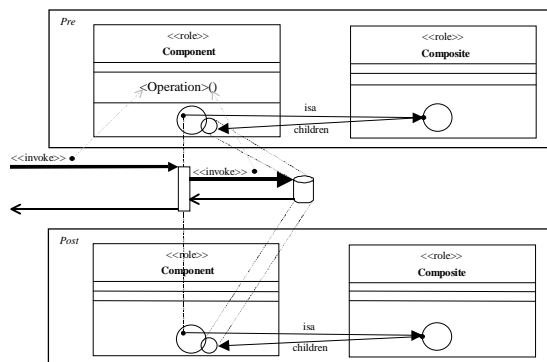 Pre
<<role>>
Component
<<role>>
Composite
<Operation>()
isa
children
<<invoke>>
<<invoke>>
Post
<<role>>
Component
<<role>>
Composite
isa
children